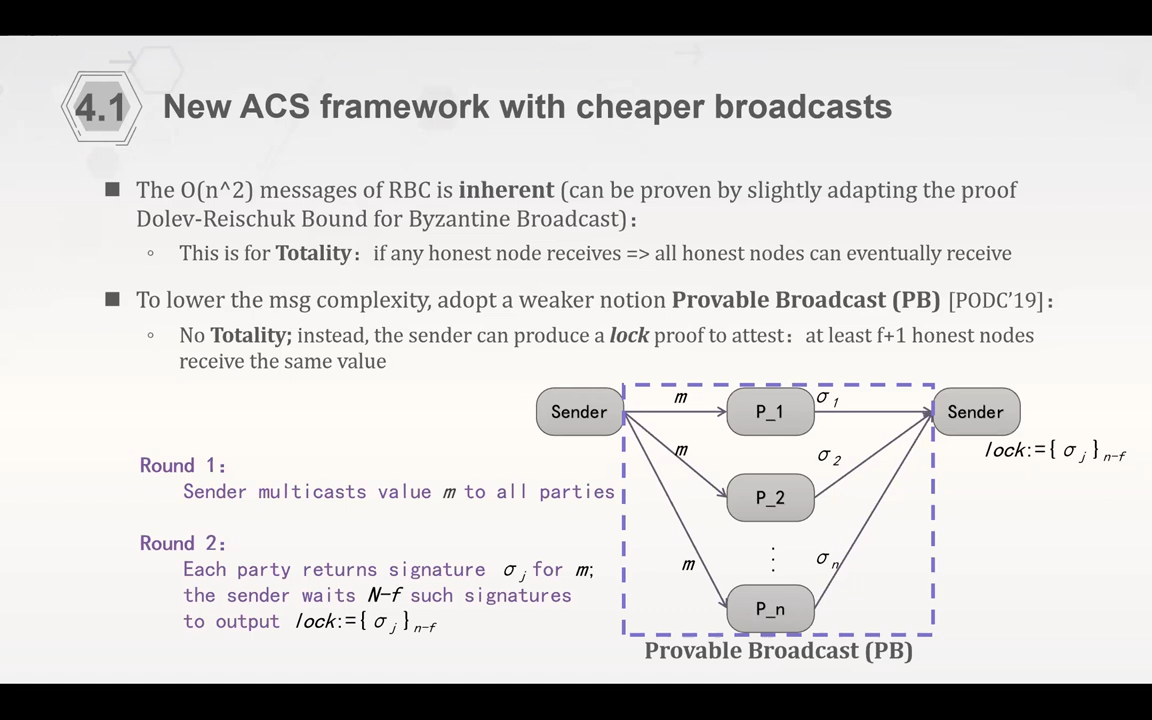 4.1
New ACS framework with cheaper broadcasts
■ The O(n^2) messages of RBC is inherent (can be proven by slightly adapting the proof
Dolev-Reischuk Bound for Byzantine Broadcast):
◦ This is for Totality: if any honest node receives => all honest nodes can eventually receive
■ To lower the msg complexity, adopt a weaker notion Provable Broadcast (PB) [PODC’19]:
◦ No Totality; instead, the sender can produce a lock proof to attest: at least f+1 honest nodes
receive the same value
Sender
m
P_1
σ1
Sender
lock:={σj}n-f
m
P_2
σ2
m
⋮
P_n
σn
Provable Broadcast (PB)
Round 1:
Sender multicasts value m to all parties
Round 2:
Each party returns signature σj for m;
the sender waits N-f such signatures
to output lock:={σj}n-f